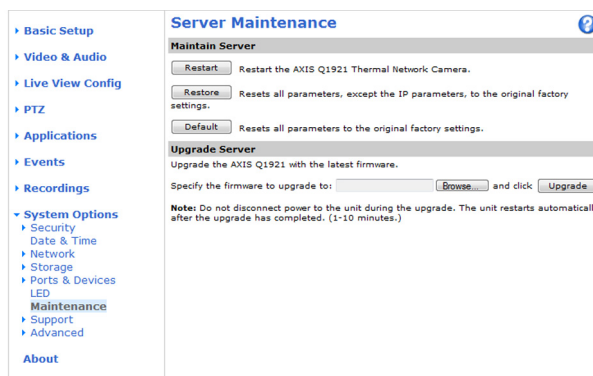 Basic Setup
Video & Audio
Live View Config
PTZ
Applications
Events
Recordings
System Options
Security
Date & Time
Network
Storage
Ports & Devices
LED
Maintenance
Support
Advanced
About
Server Maintenance
?
Maintain Server
Restart Restart the AXIS Q1921 Thermal Network Camera.
Restore Resets all parameters, except the IP parameters, to the original factory
settings.
Default Resets all parameters to the original factory settings.
Upgrade Server
Upgrade the AXIS Q1921 with the latest firmware.
Specify the firmware to upgrade to: Browse... and click Upgrade
Note: Do not disconnect power to the unit during the upgrade. The unit restarts automaticall
after the upgrade has completed. (1-10 minutes.)